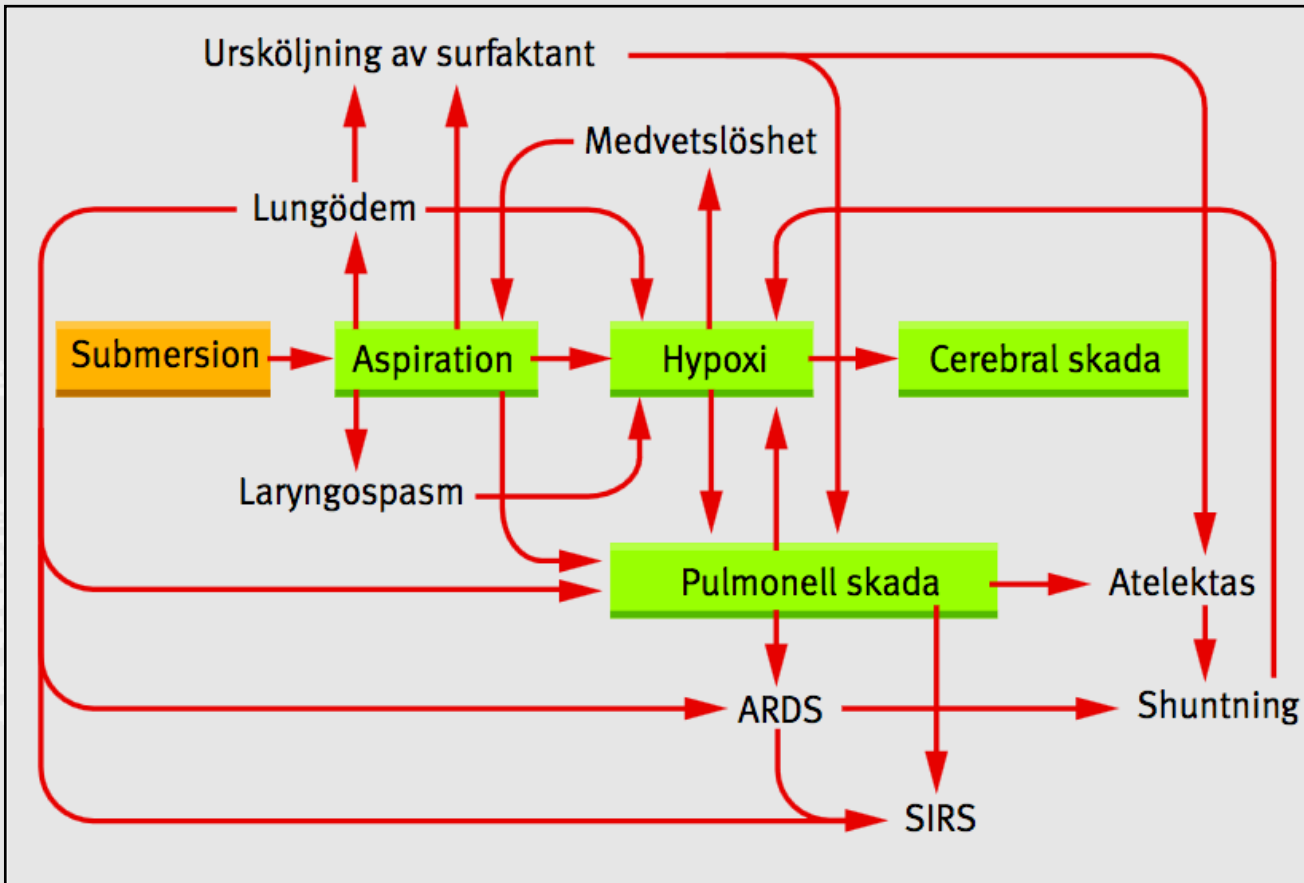 Ursköljning av surfaktant
Medvetslöshet
Lungödem
Submersion
Aspiration
Hypoxi
Cerebral skada
Laryngospasm
Pulmonell skada
Atelektas
ARDS
Shuntning
SIRS